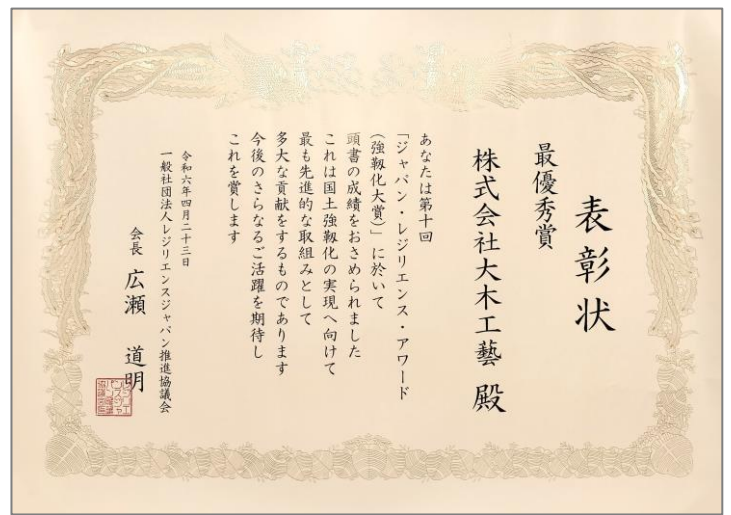 表彰状
最優秀賞
株式会社大木工藝 殿
あなたは第十回
「ジャパン・レジリエンス・アワード
（強靱化大賞）」に於いて
頭書の成績をおさめられました
これは国土強靱化の実現へ向けて
最も先進的な取組みとして
多大な貢献をするものであります
今後のさらなるご活躍を期待し
これを賞します
令和六年四月二十三日
一般社団法人レジリエンスジャパン推進協議会
会長 広瀬 道明